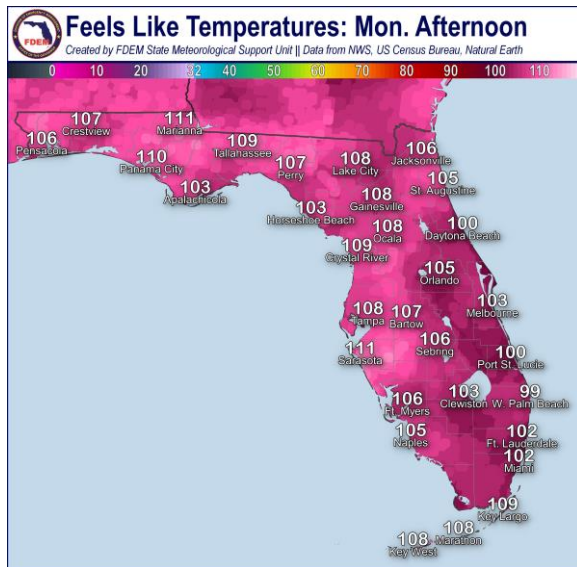 FDEM
Feels Like Temperatures: Mon. Afternoon
Created by FDEM State Meteorological Support Unit || Data from NWS, US Census Bureau, Natural Earth
0 10 20 32 40 50 60 70 80 90 100 110
107
Crestview
111
Marianna
106
Pensacola
109
Tallahassee
110
Panama City
103
Apalachicola
107
Perry
108
Lake City
106
Jacksonville
105
St. Augustine
103
Horseshoe Beach
108
Gainesville
108
Ocala
100
Daytona Beach
109
Crystal River
105
Orlando
108
Tampa
107
Bartow
103
Melbourne
111
Sarasota
106
Sebring
100
Port St. Lucie
106
Ft. Myers
103
Clewiston
99
W. Palm Beach
105
Naples
102
Ft. Lauderdale
102
Miami
109
Key Largo
108
Marathon
108
Key West